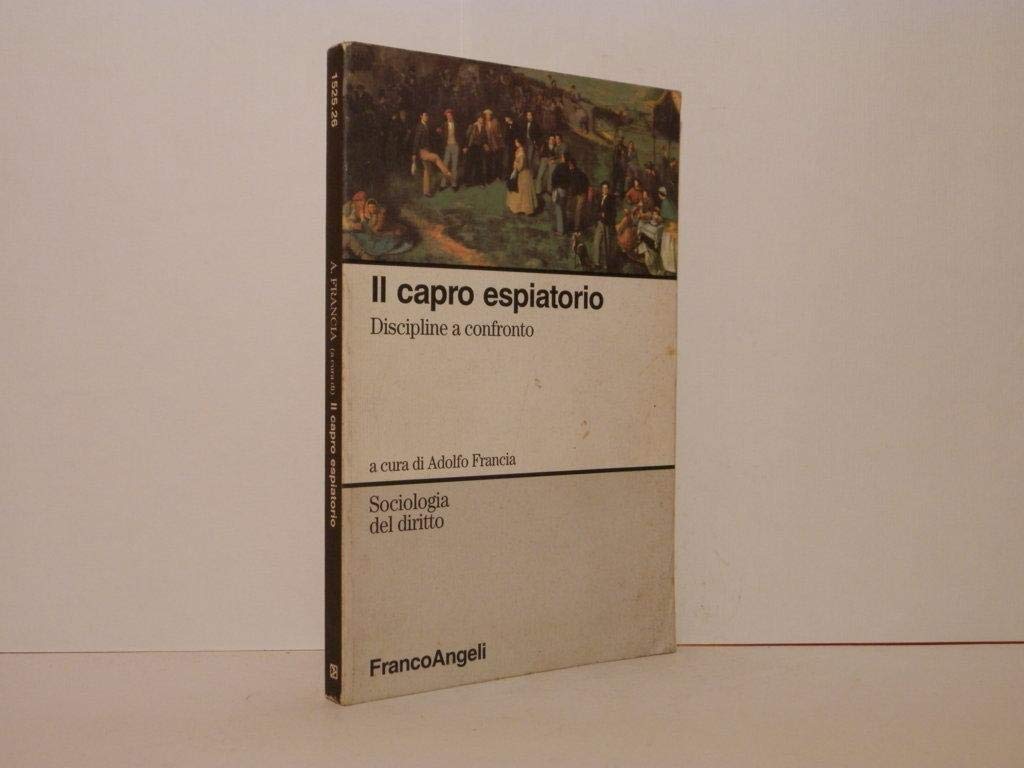 1525.26
A. FRANCIA (a cura di) Il capro espiatorio
Il capro espiatorio
Discipline a confronto
a cura di Adolfo Francia
Sociologia
del diritto
FrancoAngeli